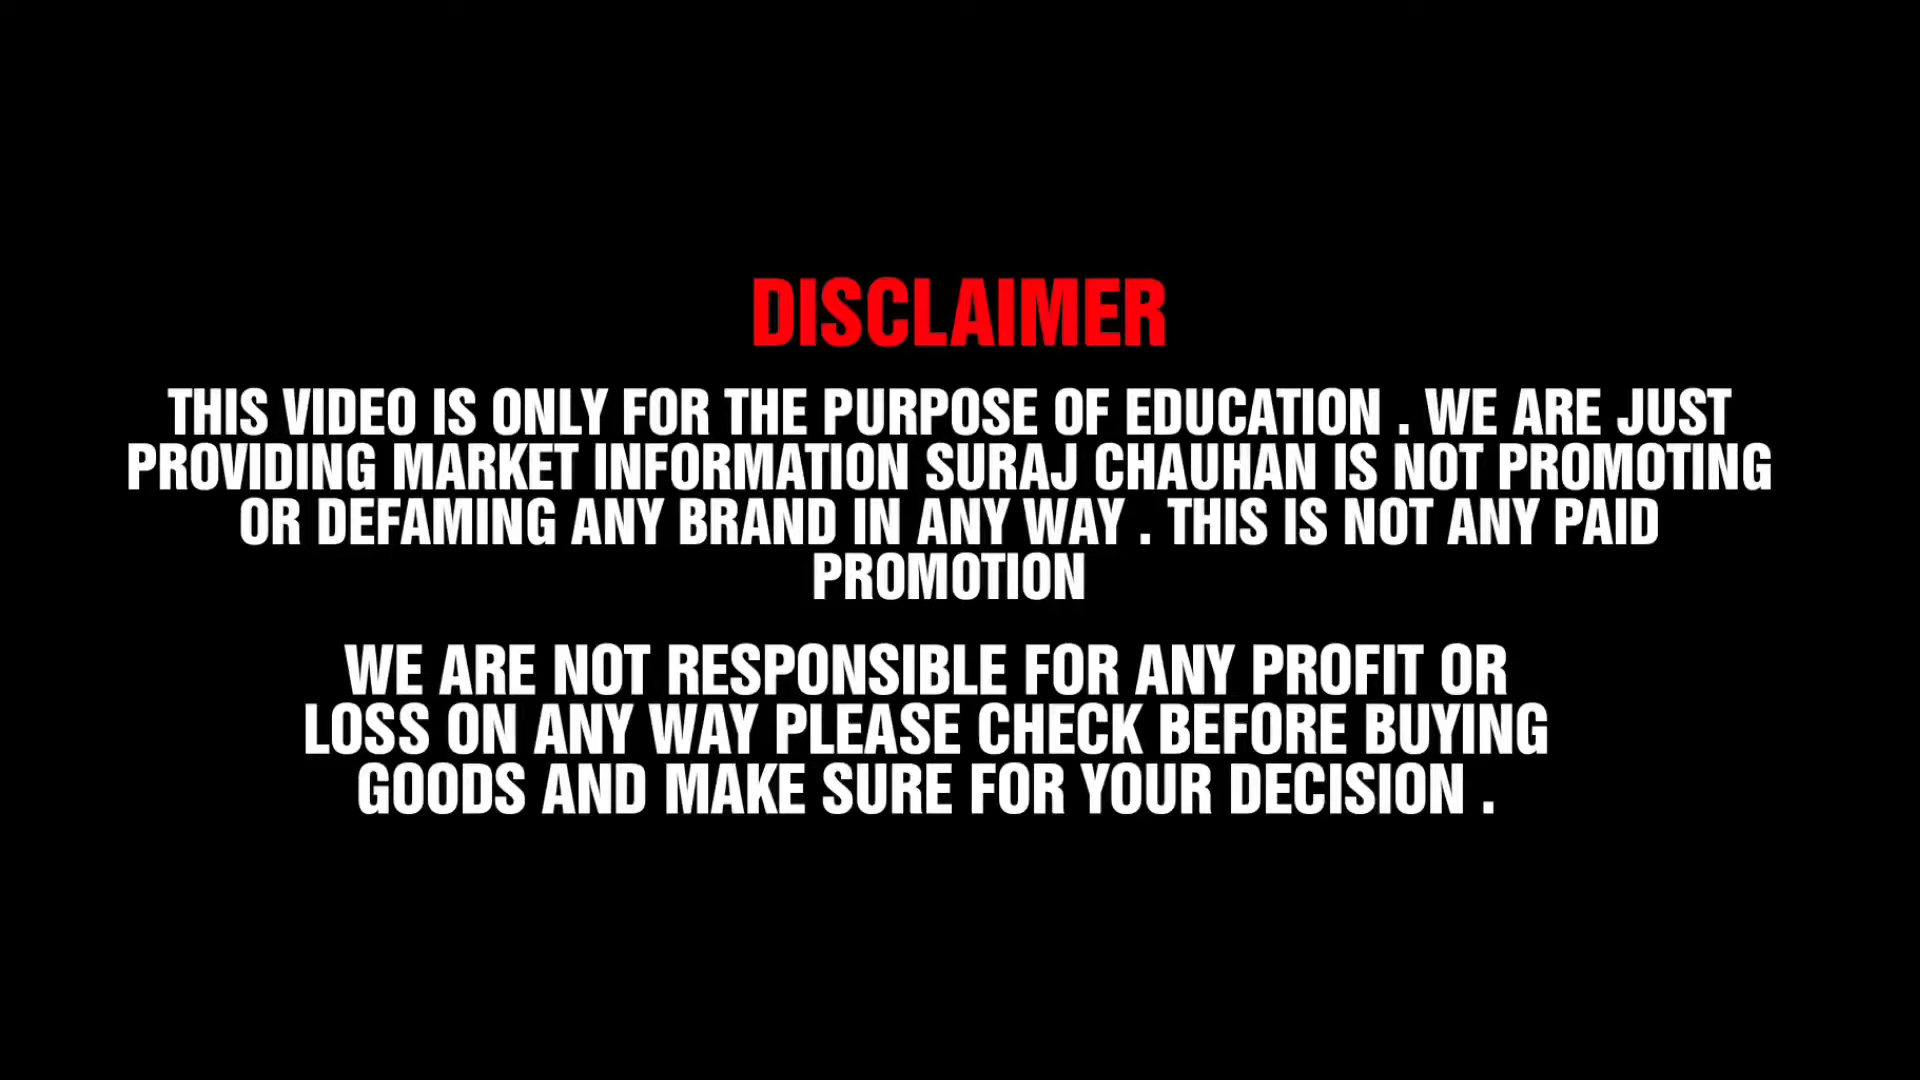 DISCLAIMER
THIS VIDEO IS ONLY FOR THE PURPOSE OF EDUCATION . WE ARE JUST
PROVIDING MARKET INFORMATION SURAJ CHAUHAN IS NOT PROMOTING
OR DEFAMING ANY BRAND IN ANY WAY . THIS IS NOT ANY PAID
PROMOTION
WE ARE NOT RESPONSIBLE FOR ANY PROFIT OR
LOSS ON ANY WAY PLEASE CHECK BEFORE BUYING
GOODS AND MAKE SURE FOR YOUR DECISION .